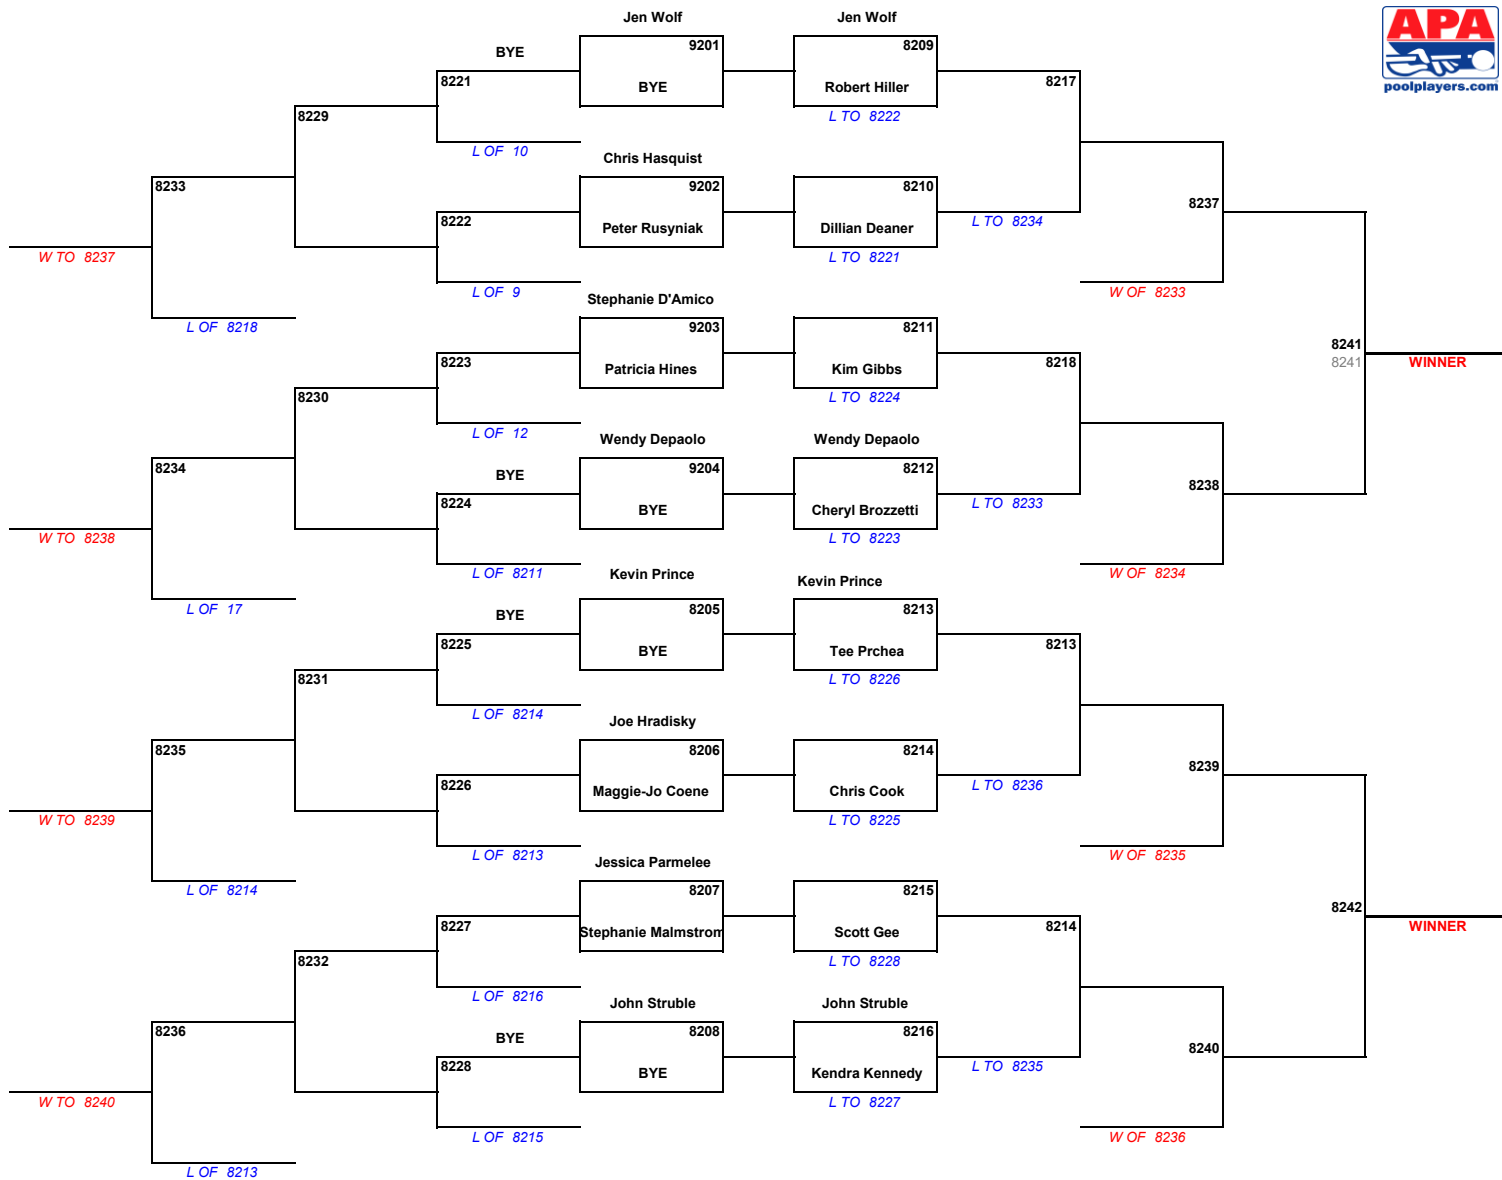 Jen Wolf Jen Wolf
APA
poolplayers.com
BYE 9201 8209
8221 BYE Robert Hiller 8217
8229 L TO 8222
L OF 10 Chris Hasquist
8233 9202 8210
8222 Peter Rusyniak Dillian Deaner L TO 8234 8237
W TO 8237 L TO 8221
L OF 9 Stephanie D'Amico W OF 8233
L OF 8218 9203 8211
8241
8223 Patricia Hines Kim Gibbs 8218 8241 WINNER
8230 L TO 8224
L OF 12 Wendy Depaolo Wendy Depaolo
8234 BYE 9204 8212
8224 BYE Cheryl Brozzetti L TO 8233 8238
W TO 8238 L TO 8223
L OF 8211 Kevin Prince Kevin Prince W OF 8234
L OF 17 BYE 8205 8213
8225 BYE Tee Prchea 8213
8231 L TO 8226
L OF 8214 Joe Hradisky
8235 8206 8214
8226 Maggie-Jo Coene Chris Cook L TO 8236 8239
W TO 8239 L TO 8225
L OF 8213 Jessica Parmelee W OF 8235
L OF 8214 8207 8215
8242
8227 Stephanie Malmstrom Scott Gee 8214 WINNER
8232 L TO 8228
L OF 8216 John Struble John Struble
8236 BYE 8208 8216
8228 BYE Kendra Kennedy L TO 8235 8240
W TO 8240 L TO 8227
L OF 8215 W OF 8236
L OF 8213